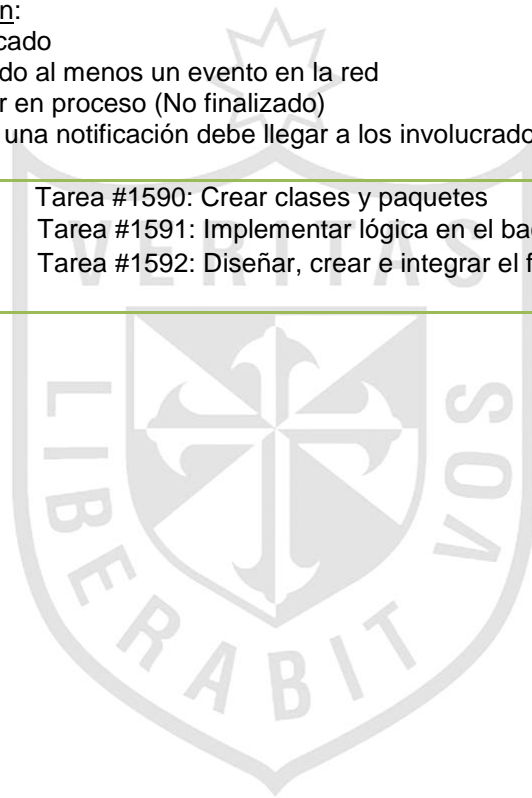 n:
cado
do al menos un evento en la red
r en proceso (No finalizado)
una notificación debe llegar a los involucrado
Tarea #1590: Crear clases y paquetes
Tarea #1591: Implementar lógica en el bac
Tarea #1592: Diseñar, crear e integrar el f
VERITAS
LIBERABIT
VOS